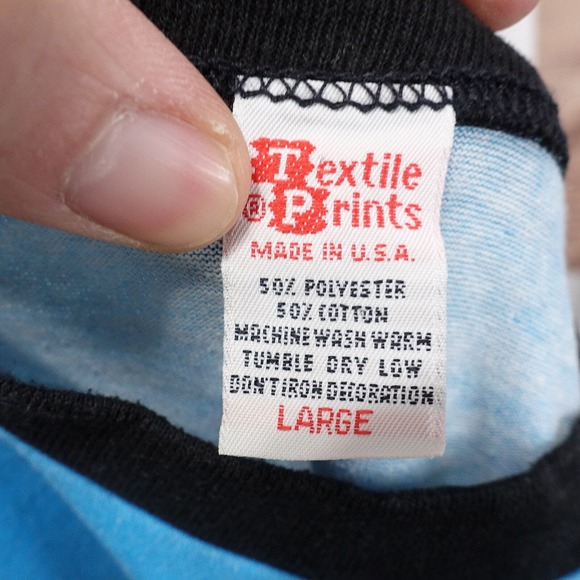 Textile
® Prints
MADE IN U.S.A.
50% POLYESTER
50% COTTON
MACHINE WASH WARM
TUMBLE DRY LOW
DON'T IRON DECORATION
LARGE